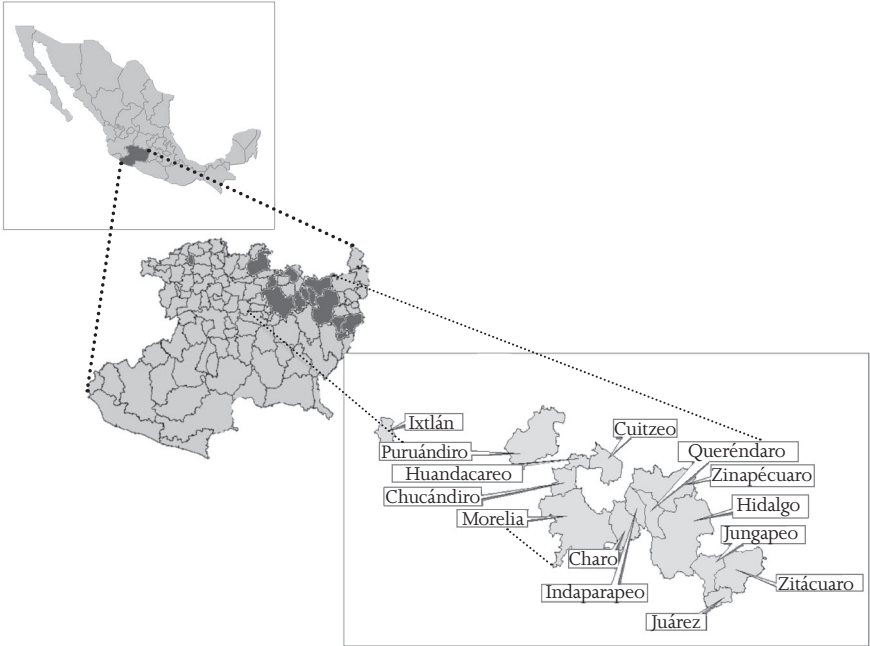 Ixtlán
Cuitzeo
Puruándiro
Queréndaro
Huandacareo
Zinapécuaro
Chucándiro
Hidalgo
Morelia
Jungapeo
Charo
Zitácuaro
Indaparapeo
Juárez